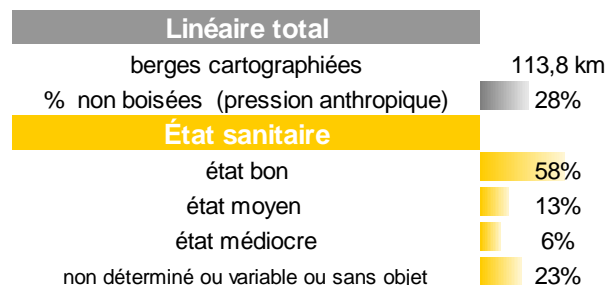 Linéaire total
berges cartographiées 113,8 km
% non boisées (pression anthropique) 28%
État sanitaire
état bon 58%
état moyen 13%
état médiocre 6%
non déterminé ou variable ou sans objet 23%